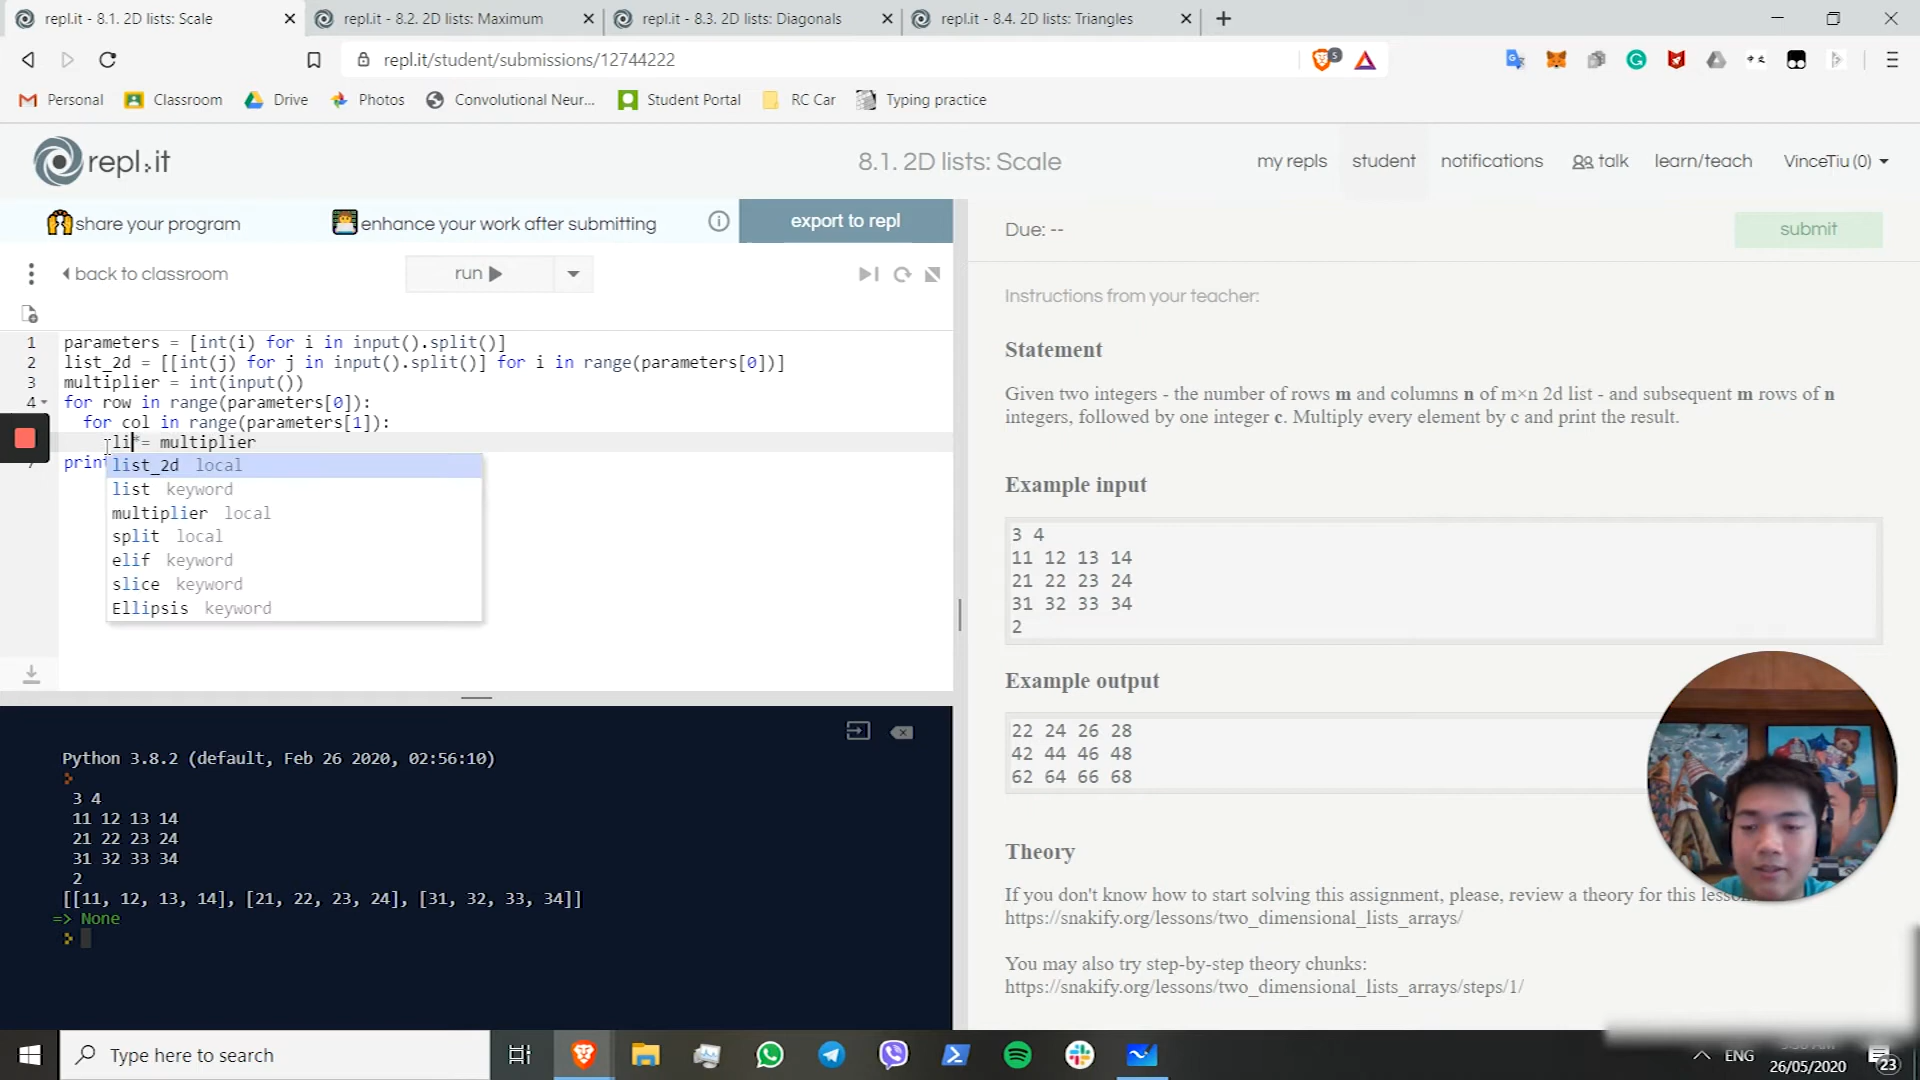 repl.it - 8.1. 2D lists: Scale
repl.it - 8.2. 2D lists: Maximum
repl.it - 8.3. 2D lists: Diagonals
repl.it - 8.4. 2D lists: Triangles
repl.it/student/submissions/12744222
5
Personal
Classroom
Drive
Photos
Convolutional Neur...
Student Portal
RC Car
Typing practice
repl.it
8.1. 2D lists: Scale
my repls
student
notifications
talk
learn/teach
VinceTiu (0)
share your program
enhance your work after submitting
export to repl
Due: --
submit
back to classroom
run
Instructions from your teacher:
1 parameters = [int(i) for i in input().split()]
2 list_2d = [[int(j) for j in input().split()] for i in range(parameters[0])]
3 multiplier = int(input())
4 for row in range(parameters[0]):
for col in range(parameters[1]):
li*= multiplier
7 print
list_2d local
list keyword
multiplier local
split local
elif keyword
slice keyword
Ellipsis keyword
Python 3.8.2 (default, Feb 26 2020, 02:56:10)
3 4
11 12 13 14
21 22 23 24
31 32 33 34
2
[[11, 12, 13, 14], [21, 22, 23, 24], [31, 32, 33, 34]]
=> None
Statement
Given two integers - the number of rows m and columns n of m×n 2d list - and subsequent m rows of n
integers, followed by one integer c. Multiply every element by c and print the result.
Example input
3 4
11 12 13 14
21 22 23 24
31 32 33 34
2
Example output
22 24 26 28
42 44 46 48
62 64 66 68
Theory
If you don't know how to start solving this assignment, please, review a theory for this
https://snakify.org/lessons/two_dimensional_lists_arrays/
You may also try step-by-step theory chunks:
https://snakify.org/lessons/two_dimensional_lists_arrays/steps/1/
Type here to search
ENG
26/05/2020
23